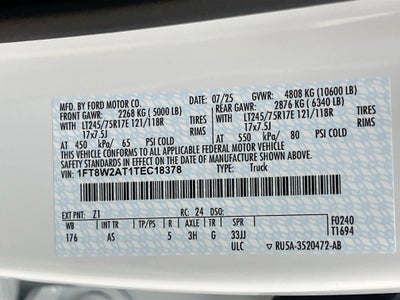 MFD. BY FORD MOTOR CO.
DATE: 07/25 GVWR: 4808 KG (10600 LB)
FRONT GAWR: 2268 KG (5000 LB) REAR GAWR: 2876 KG (6340 LB)
WITH LT245/75R17E 121/118R TIRES WITH LT245/75R17E 121/118R TIRES
17x7.5J RIMS 17x7.5J RIMS
AT 450 kPa/ 65 PSI COLD AT 550 kPa/ 80 PSI COLD
THIS VEHICLE CONFORMS TO ALL APPLICABLE FEDERAL MOTOR VEHICLE
SAFETY STANDARDS IN EFFECT ON THE DATE OF MANUFACTURE SHOWN ABOVE.
VIN: 1FT8W2AT1TEC18378 TYPE: Truck
EXT PNT: Z1 RC: 24 DSO: F0240
WB INT TR TP/PS R AXLE TR SPR T1694
176 AS 5 3H G 33JJ
ULC RU5A-3520472-AB